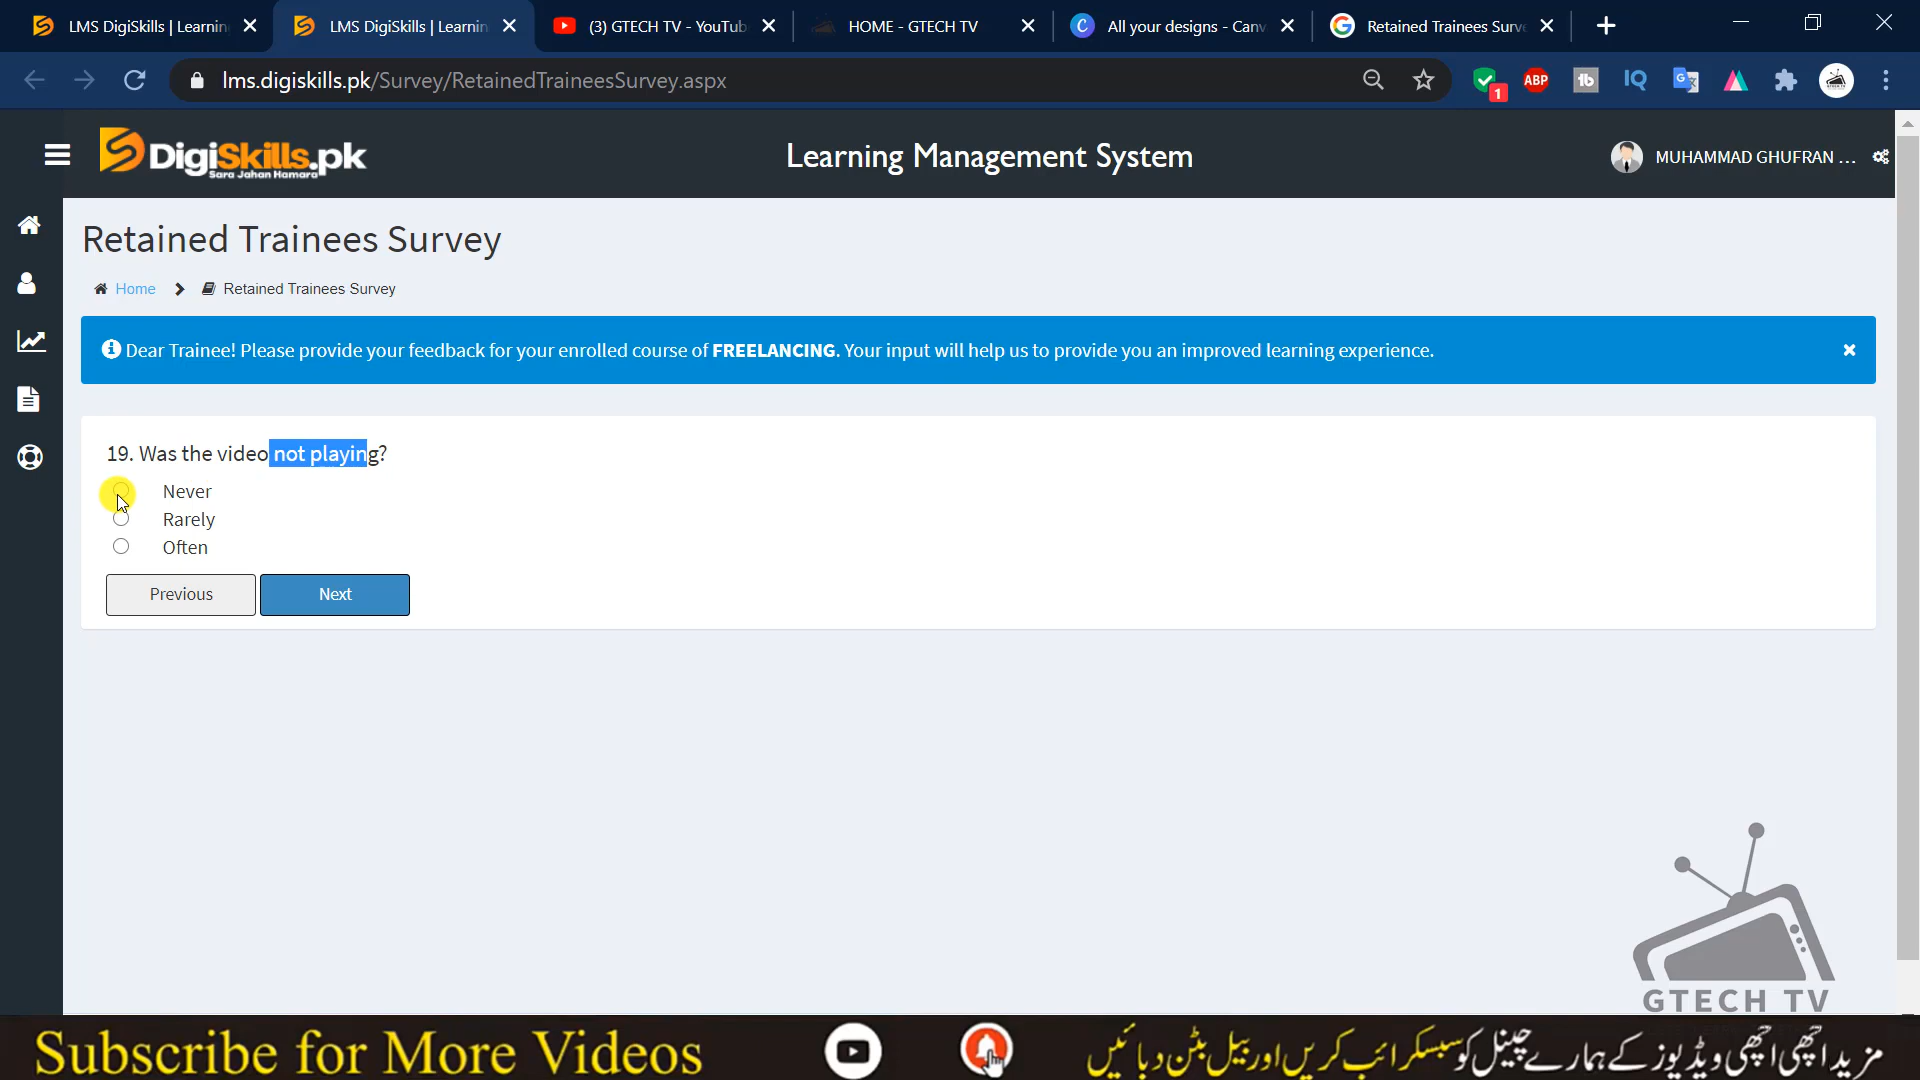 LMS DigiSkills | Learnin
LMS DigiSkills | Learnin
(3) GTECH TV - YouTub
HOME - GTECH TV
All your designs - Canv
Retained Trainees Surve
lms.digiskills.pk/Survey/RetainedTraineesSurvey.aspx
1
ABP
tb
IQ
DigiSkills.pk
Sara Jahan Hamara
Learning Management System
MUHAMMAD GHUFRAN ...
Retained Trainees Survey
Home
Retained Trainees Survey
Dear Trainee! Please provide your feedback for your enrolled course of FREELANCING. Your input will help us to provide you an improved learning experience.
19. Was the video not playing?
Never
Rarely
Often
Previous
Next
GTECH TV
Subscribe for More Videos
مزید اچھی اچھی ویڈیوز کے ہمارے چینل کو سبسکرائب کریں اور بیل بٹن دبائیں